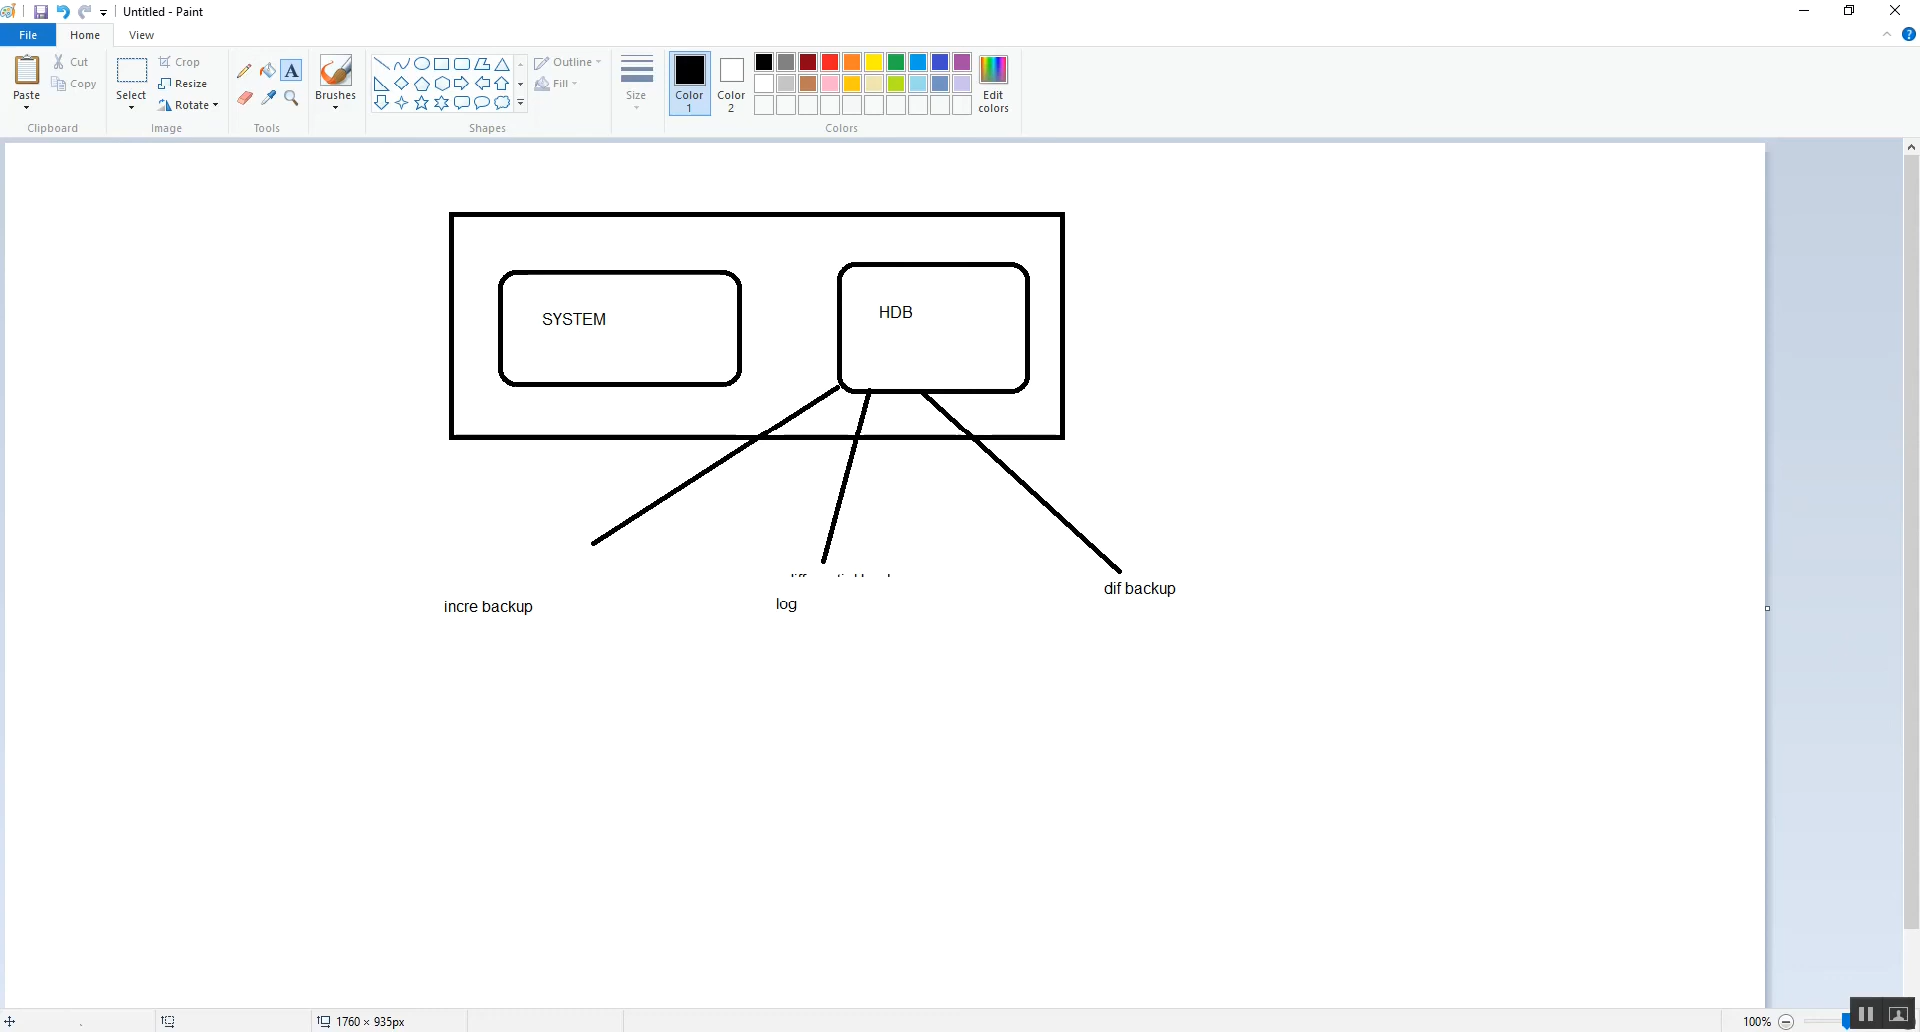 Untitled - Paint
File Home View
Paste
Cut
Copy
Clipboard
Select
Crop
Resize
Rotate
Image
A
Tools
Brushes
Shapes
Outline
Fill
Size
Color 1
Color 2
Edit colors
Colors
SYSTEM
HDB
dif backup
log
incre backup
1760 × 935px
100%